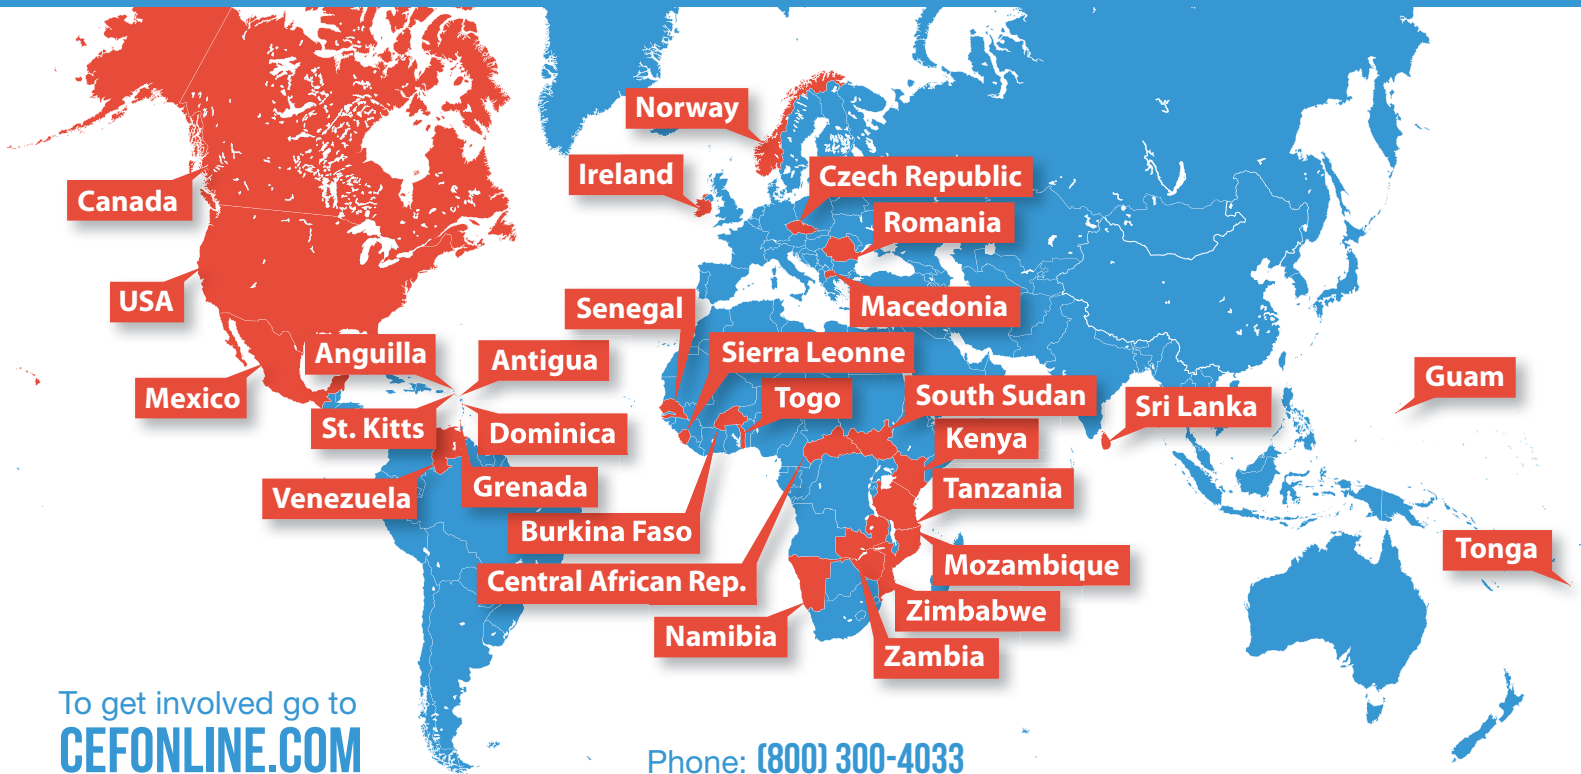 Norway
Ireland
Czech Republic
Canada
Romania
USA
Senegal
Macedonia
Anguilla
Antigua
Sierra Leonne
Guam
Mexico
Togo
South Sudan
Sri Lanka
St. Kitts
Dominica
Kenya
Venezuela
Grenada
Tanzania
Burkina Faso
Tonga
Central African Rep.
Mozambique
Zimbabwe
Namibia
Zambia
To get involved go to
CEFONLINE.COM
Phone: (800) 300-4033